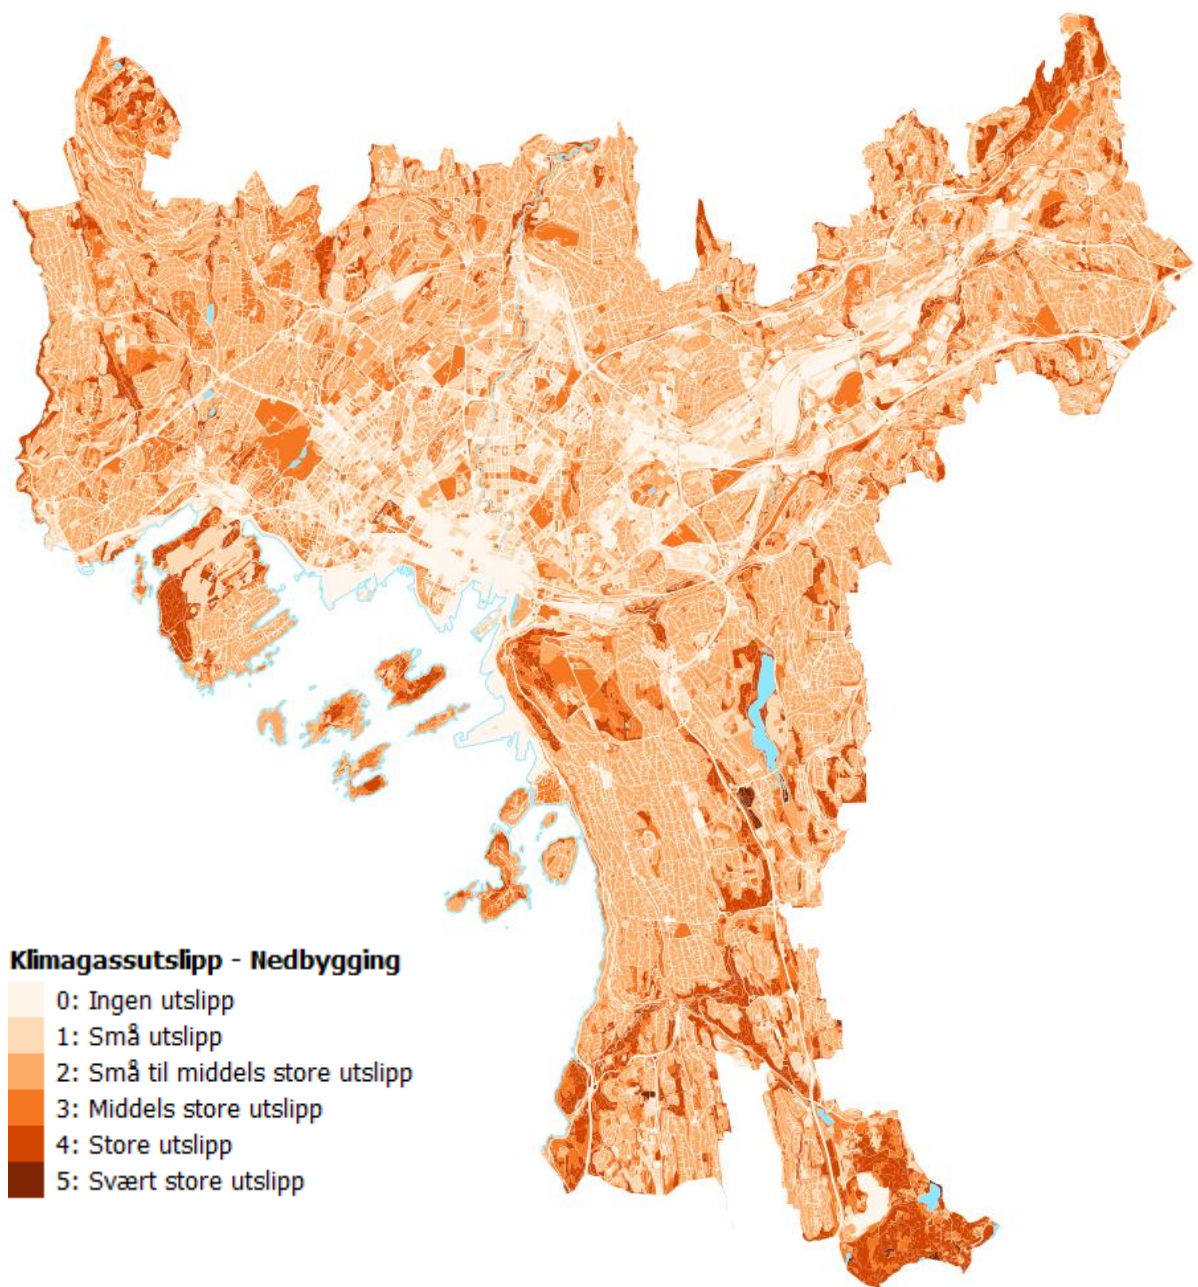 Klimagassutslipp - Nedbygging
0: Ingen utslipp
1: Små utslipp
2: Små til middels store utslipp
3: Middels store utslipp
4: Store utslipp
5: Svært store utslipp